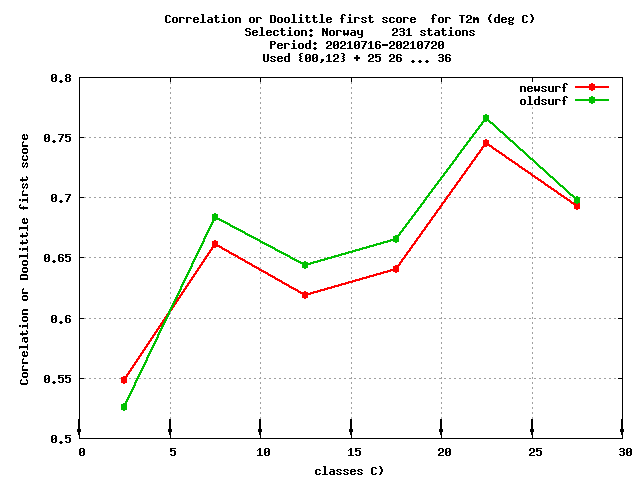 Correlation or Doolittle first score  for T2m (deg C)
Selection: Norway    231 stations
Period: 20210716-20210720
Used {00,12} + 25 26 ... 36
newsurf
oldsurf
0.8
0.75
0.7
0.65
0.6
0.55
0.5
Correlation or Doolittle first score
0 5 10 15 20 25 30
classes C)